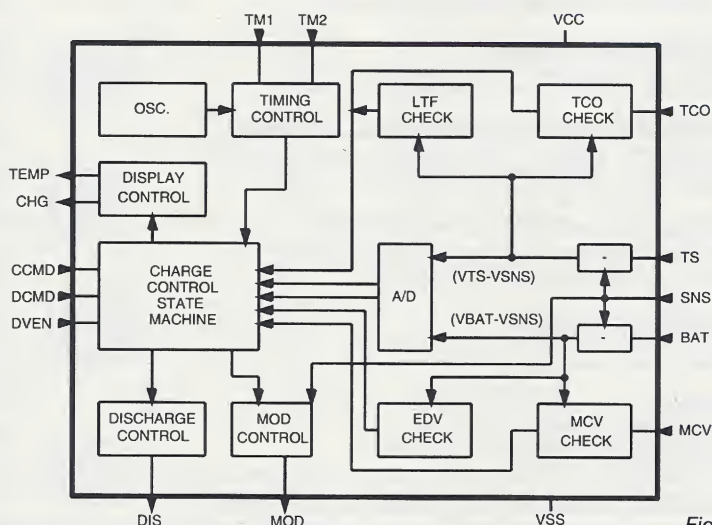 TM1 TM2 VCC
OSC.
TIMING
CONTROL
LTF
CHECK
TCO
CHECK
TCO
TEMP
CHG
DISPLAY
CONTROL
CCMD
DCMD
DVEN
CHARGE
CONTROL
STATE
MACHINE
A/D
(VTS-VSNS)
(VBAT-VSNS)
-
TS
SNS
-
BAT
DISCHARGE
CONTROL
MOD
CONTROL
EDV
CHECK
MCV
CHECK
MCV
DIS MOD VSS